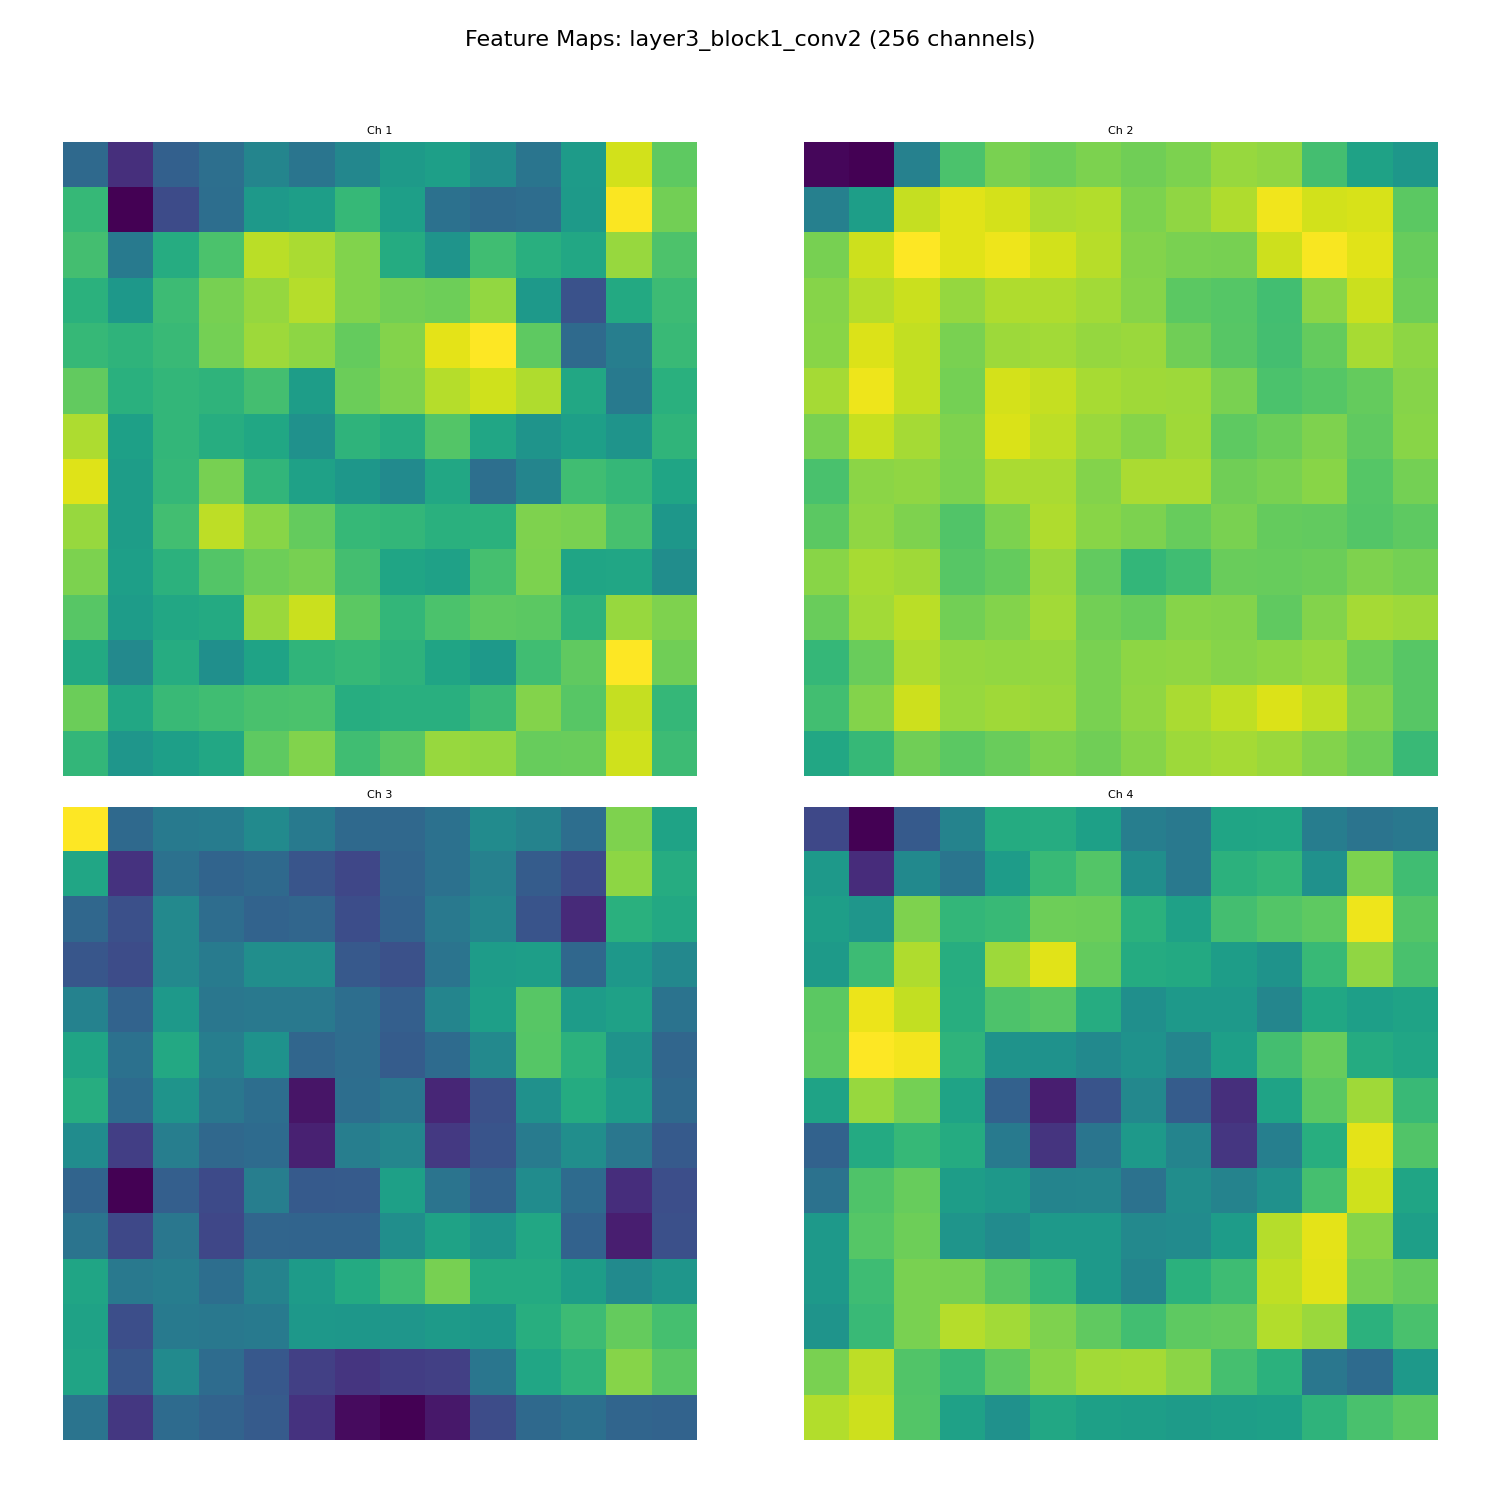 Feature Maps: layer3_block1_conv2 (256 channels)
Ch 1
Ch 2
Ch 3
Ch 4